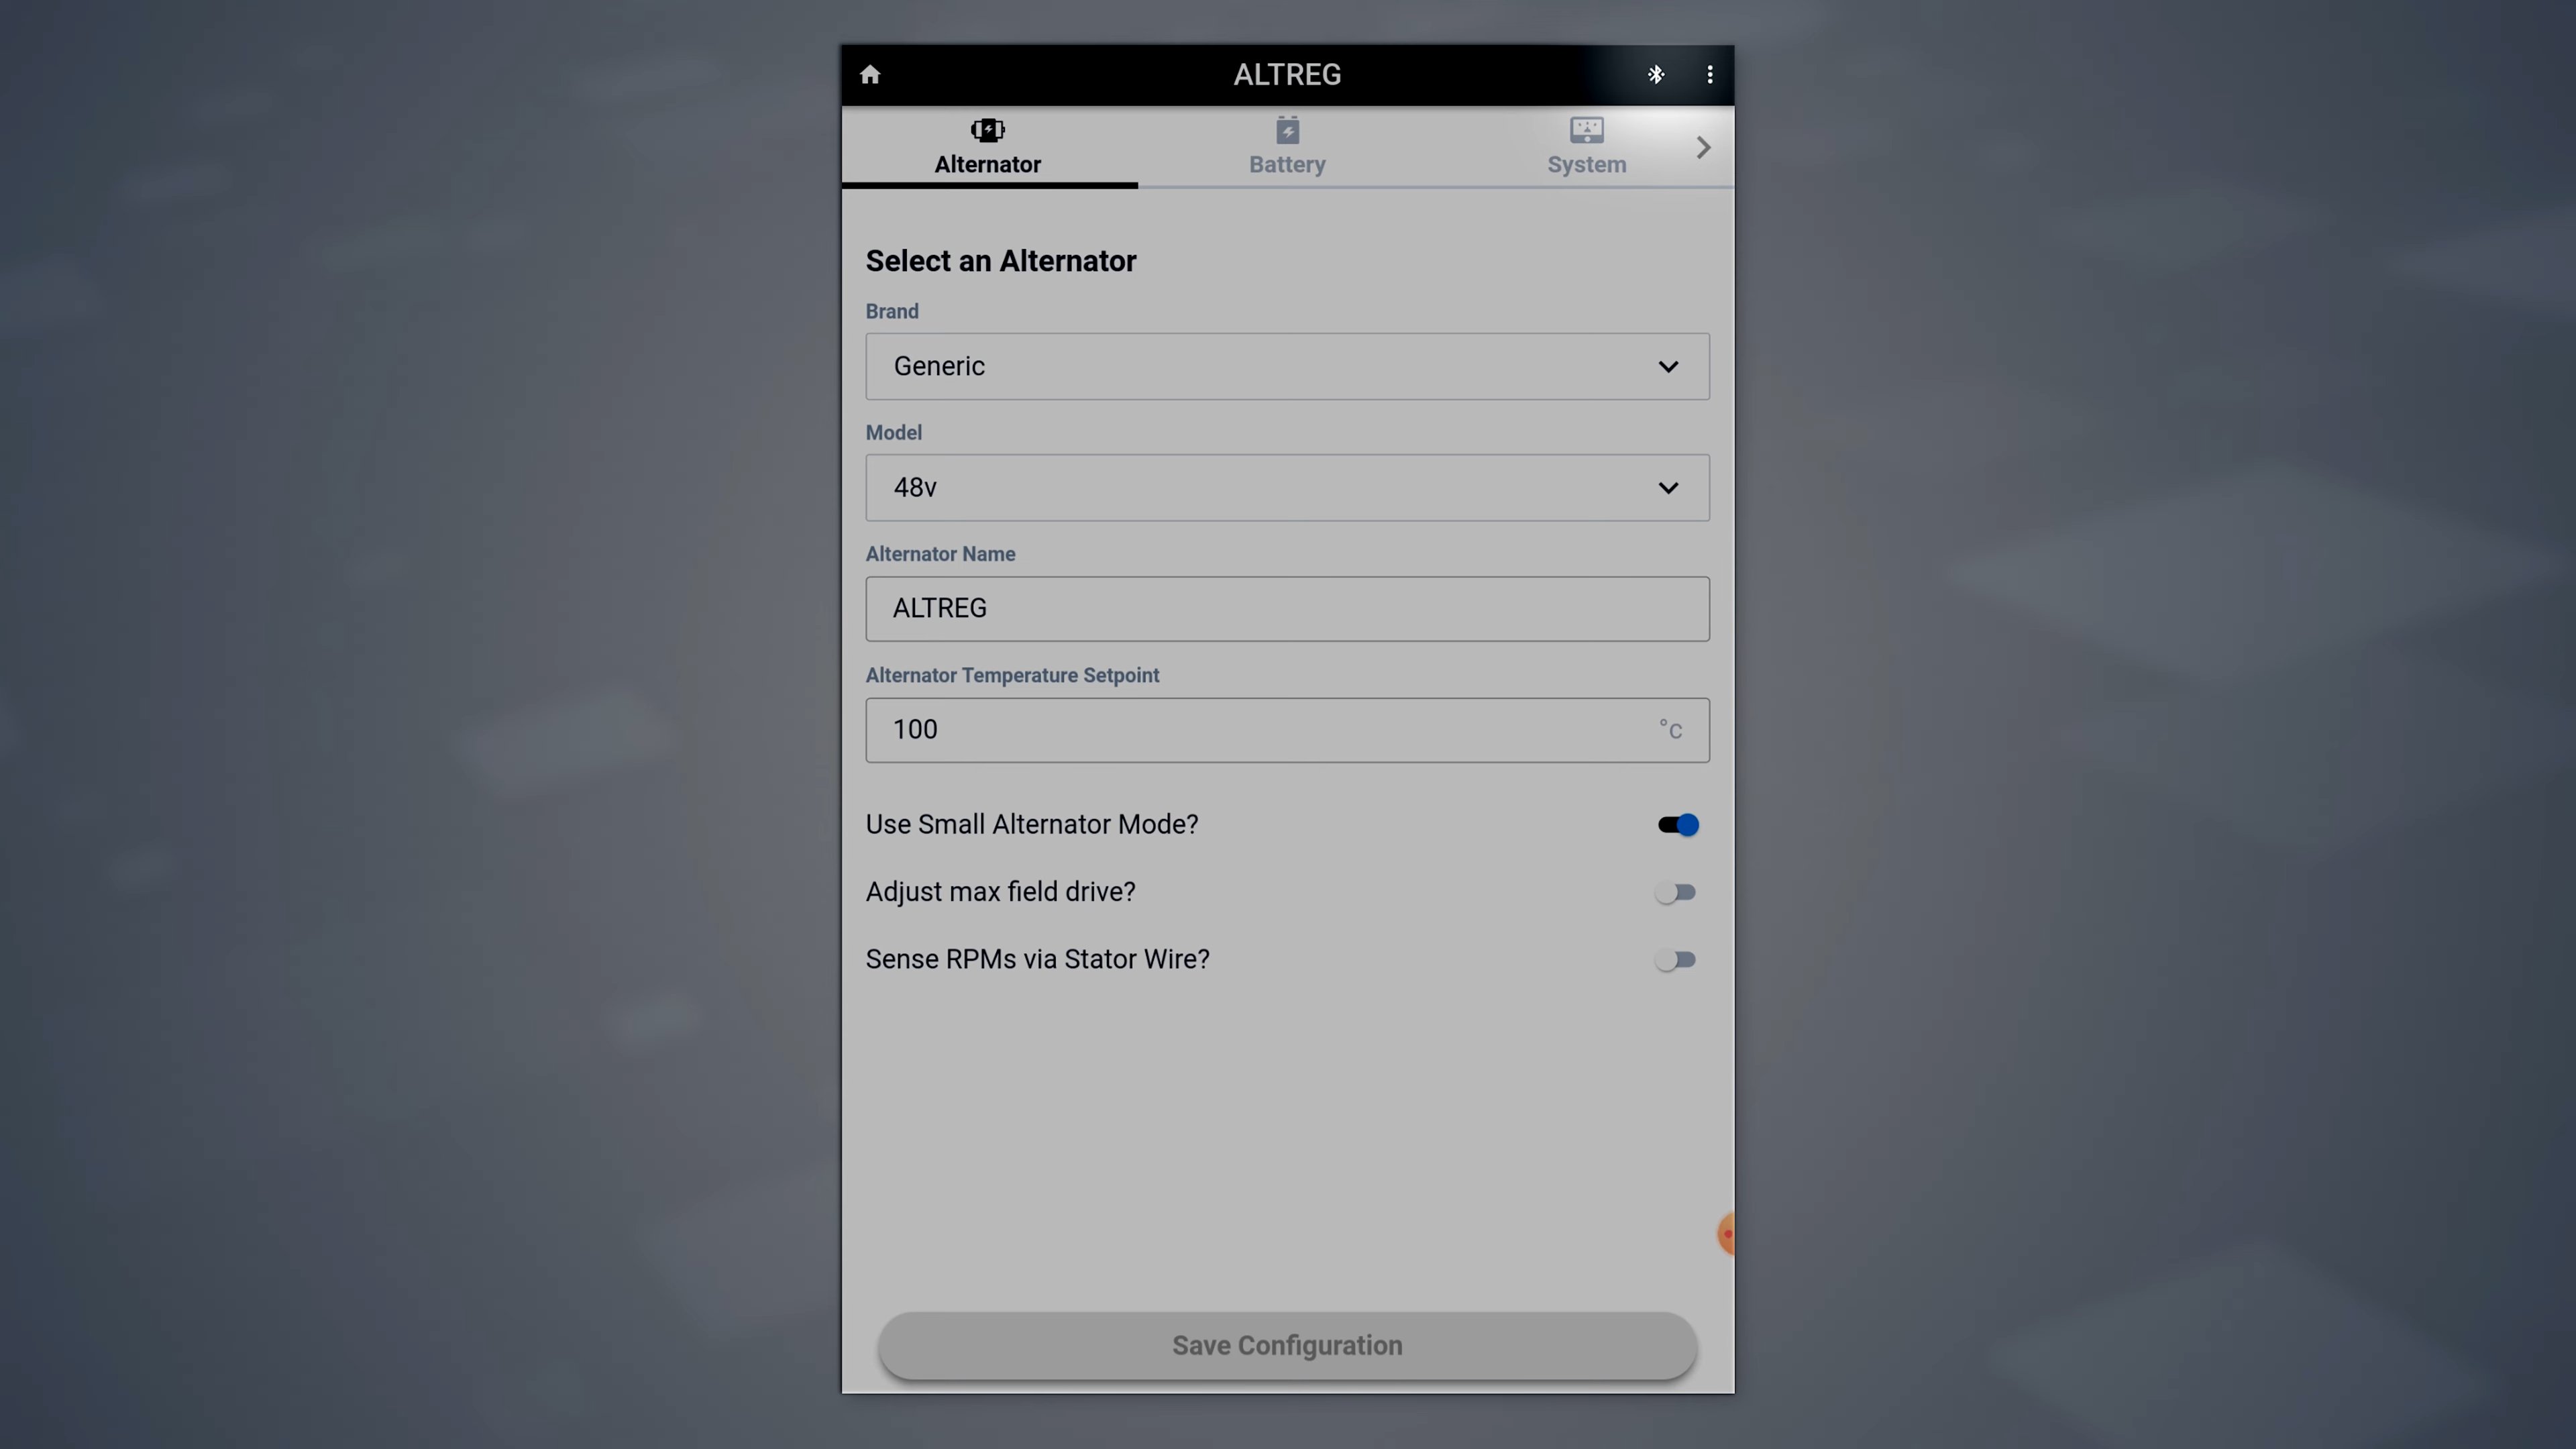 ALTREG
Alternator
Battery
System
Select an Alternator
Brand
Generic
Model
48v
Alternator Name
ALTREG
Alternator Temperature Setpoint
100
°C
Use Small Alternator Mode?
Adjust max field drive?
Sense RPMs via Stator Wire?
Save Configuration